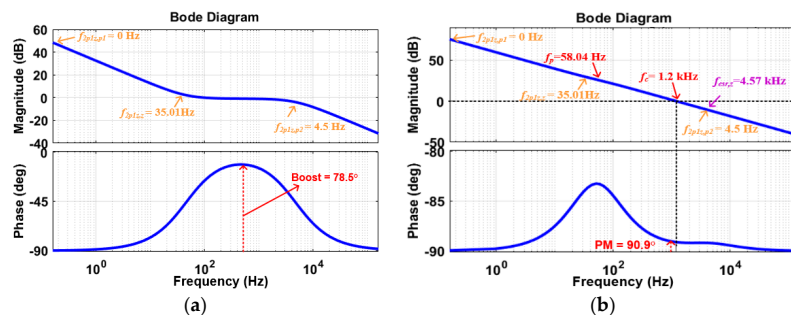 Bode Diagram
Magnitude (dB)
60
40
20
0
-20
-40
f2p1z,p1 = 0 Hz
f2p1z,z = 35.01Hz
f2p1z,p2 = 4.5 Hz
Phase (deg)
0
-45
-90
Boost = 78.5°
10^0
10^2
10^4
Frequency (Hz)
(a)
Bode Diagram
Magnitude (dB)
50
0
50
f2p1z,p1 = 0 Hz
fp=58.04 Hz
f2p1z,z = 35.01Hz
fc= 1.2 kHz
fesr,z=4.57 kHz
f2p1z,p2 = 4.5 Hz
Phase (deg)
-80
-85
-90
PM = 90.9°
10^0
10^2
10^4
Frequency (Hz)
(b)